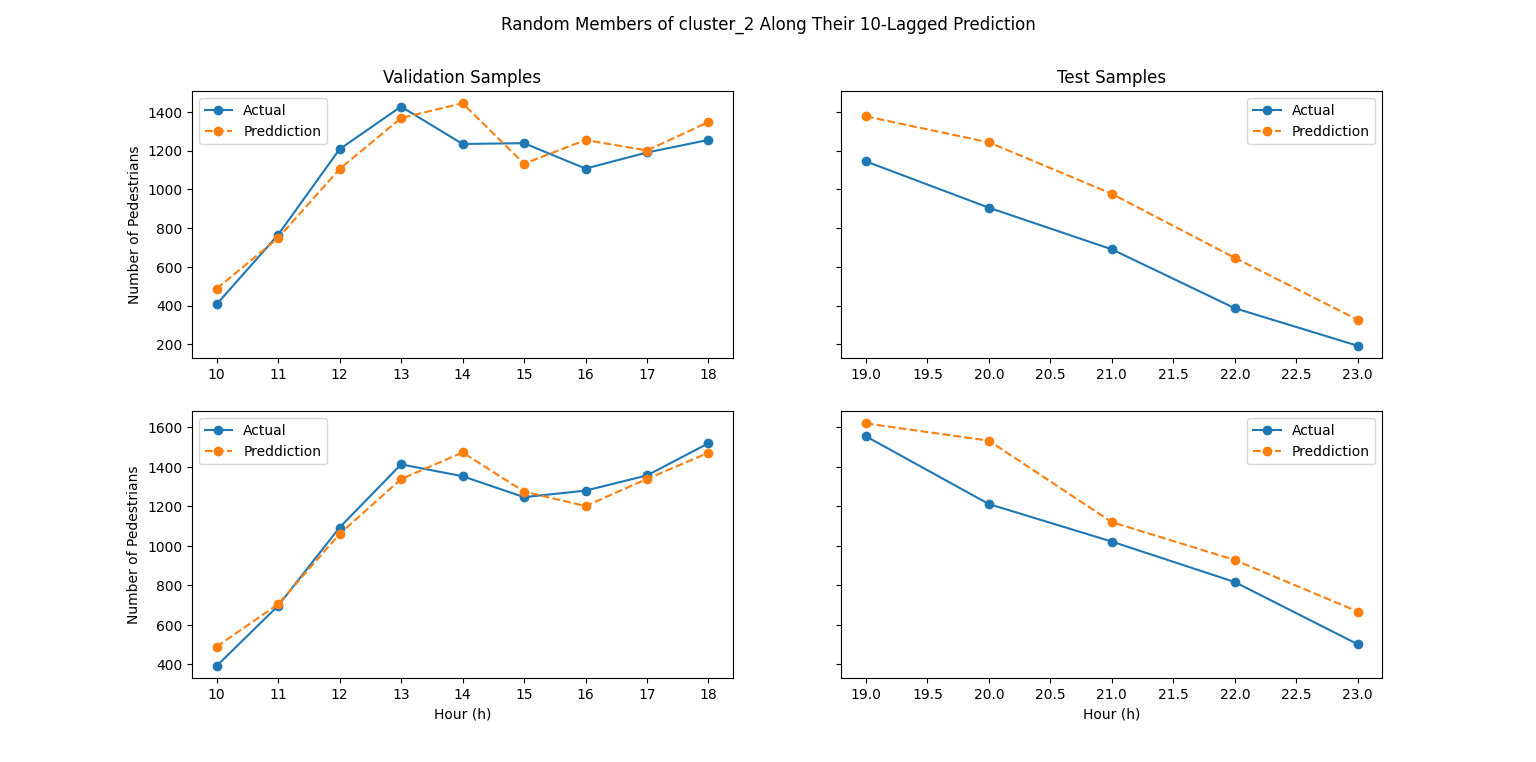 Random Members of cluster_2 Along Their 10-Lagged Prediction
Validation Samples
Number of Pedestrians
1400
1200
1000
800
600
400
200
Actual
Preddiction
10 11 12 13 14 15 16 17 18
Test Samples
Actual
Preddiction
19.0 19.5 20.0 20.5 21.0 21.5 22.0 22.5 23.0
Number of Pedestrians
1600
1400
1200
1000
800
600
400
Actual
Preddiction
10 11 12 13 14 15 16 17 18
Hour (h)
Actual
Preddiction
19.0 19.5 20.0 20.5 21.0 21.5 22.0 22.5 23.0
Hour (h)